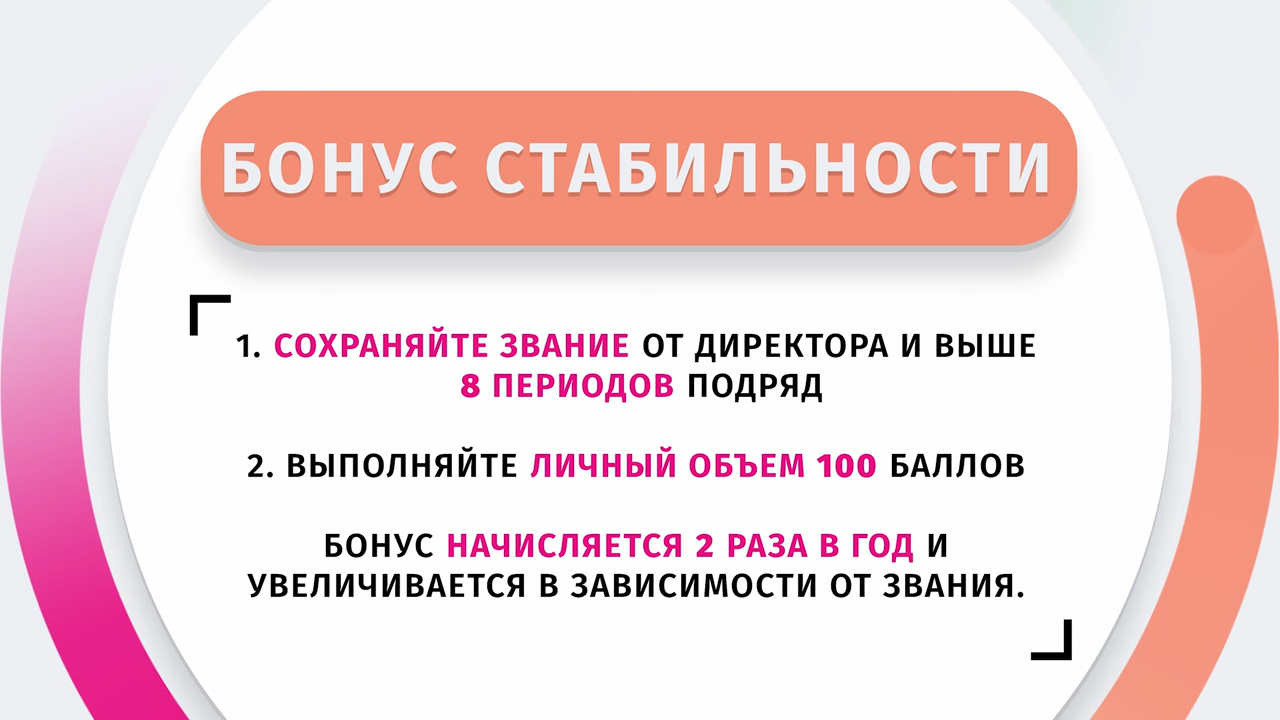 БОНУС СТАБИЛЬНОСТИ
1. СОХРАНЯЙТЕ ЗВАНИЕ ОТ ДИРЕКТОРА И ВЫШЕ
8 ПЕРИОДОВ ПОДРЯД
2. ВЫПОЛНЯЙТЕ ЛИЧНЫЙ ОБЪЕМ 100 БАЛЛОВ
БОНУС НАЧИСЛЯЕТСЯ 2 РАЗА В ГОД И
УВЕЛИЧИВАЕТСЯ В ЗАВИСИМОСТИ ОТ ЗВАНИЯ.